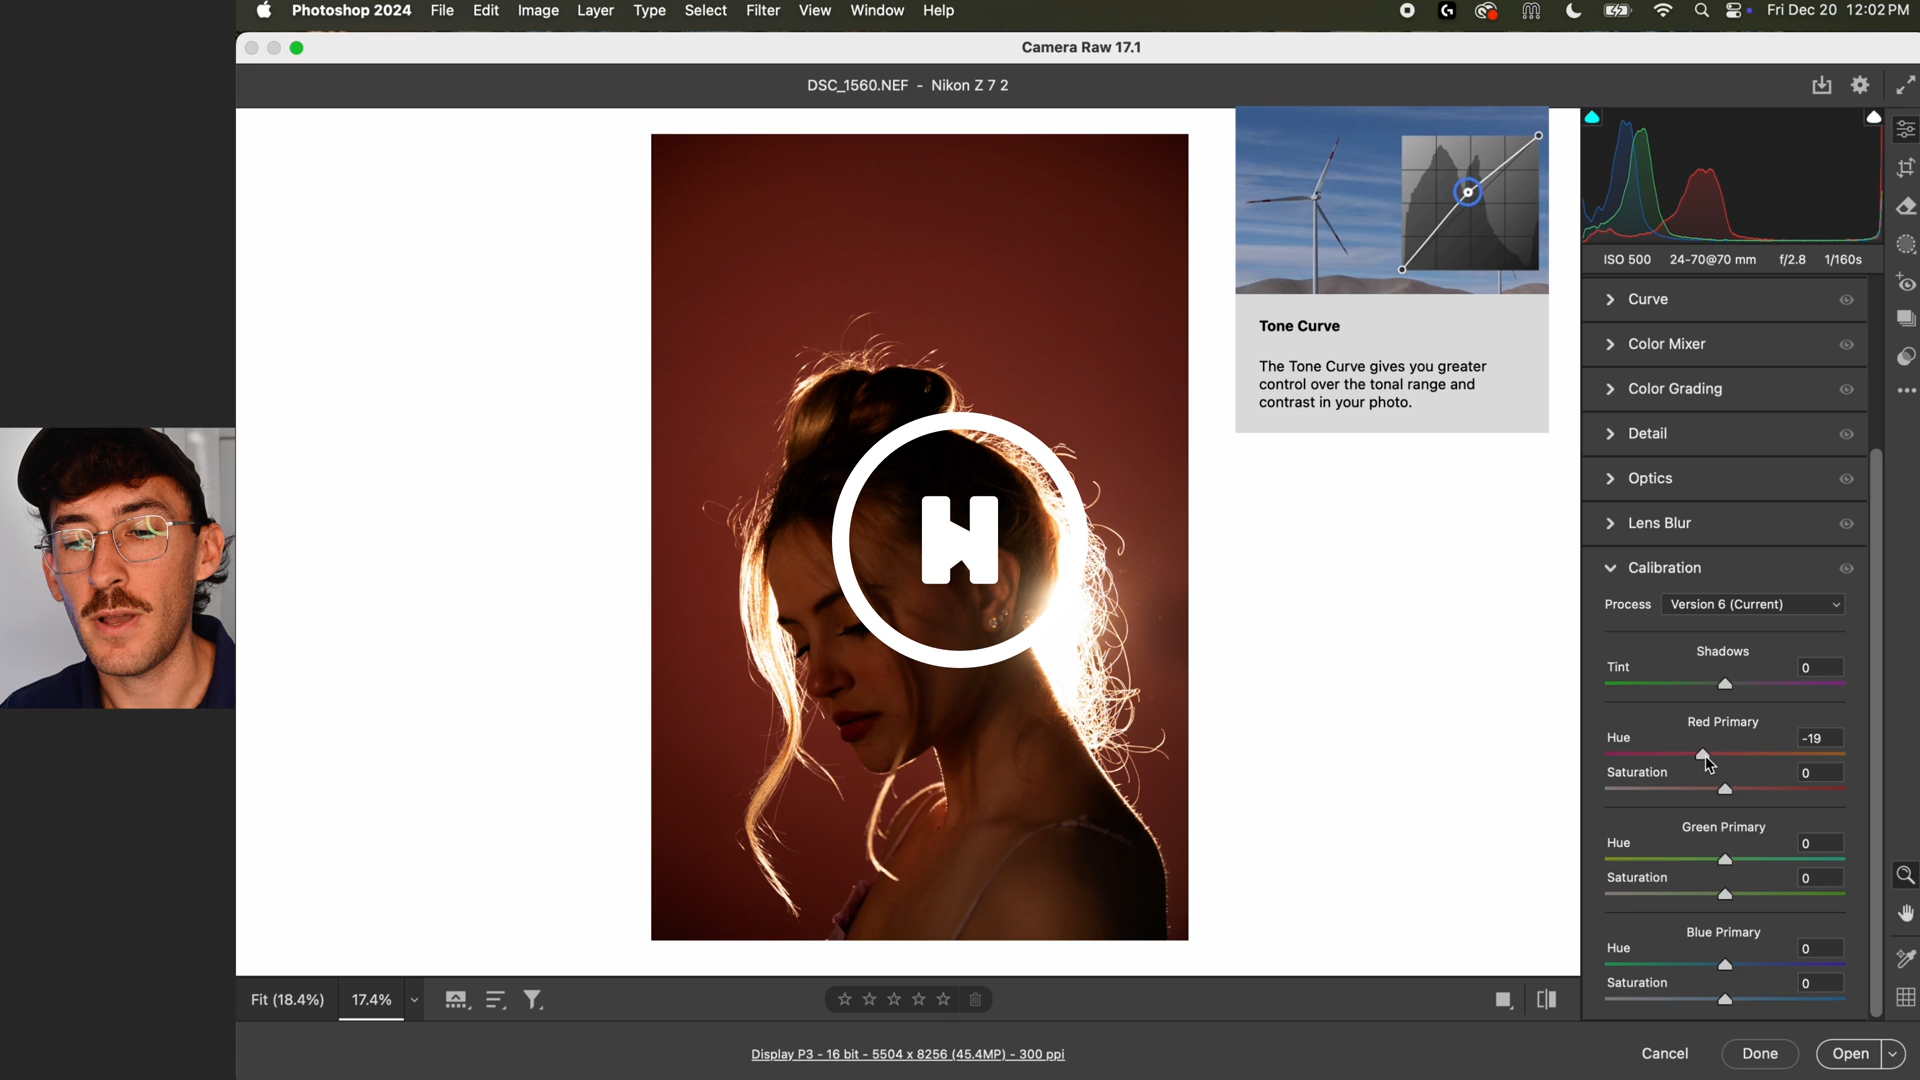 Photoshop 2024 File Edit Image Layer Type Select Filter View Window Help Fri Dec 20 12:02 PM
Camera Raw 17.1
DSC_1560.NEF - Nikon Z 7 2
ISO 500 24-70@70 mm f/2.8 1/160s
Tone Curve
The Tone Curve gives you greater
control over the tonal range and
contrast in your photo.
Curve
Color Mixer
Color Grading
Detail
Optics
Lens Blur
Calibration
Process Version 6 (Current)
Shadows
Tint 0
Red Primary
Hue -19
Saturation 0
Green Primary
Hue 0
Saturation 0
Blue Primary
Hue 0
Saturation 0
Fit (18.4%) 17.4%
Display P3 - 16 bit - 5504 x 8256 (45.4MP) - 300 ppi
Cancel Done Open